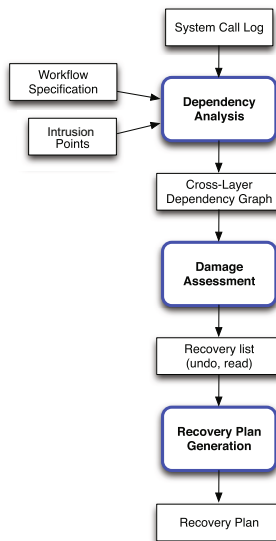 System Call Log
Workflow
Specification
Dependency
Analysis
Intrusion
Points
Cross-Layer
Dependency Graph
Damage
Assessment
Recovery list
(undo, read)
Recovery Plan
Generation
Recovery Plan